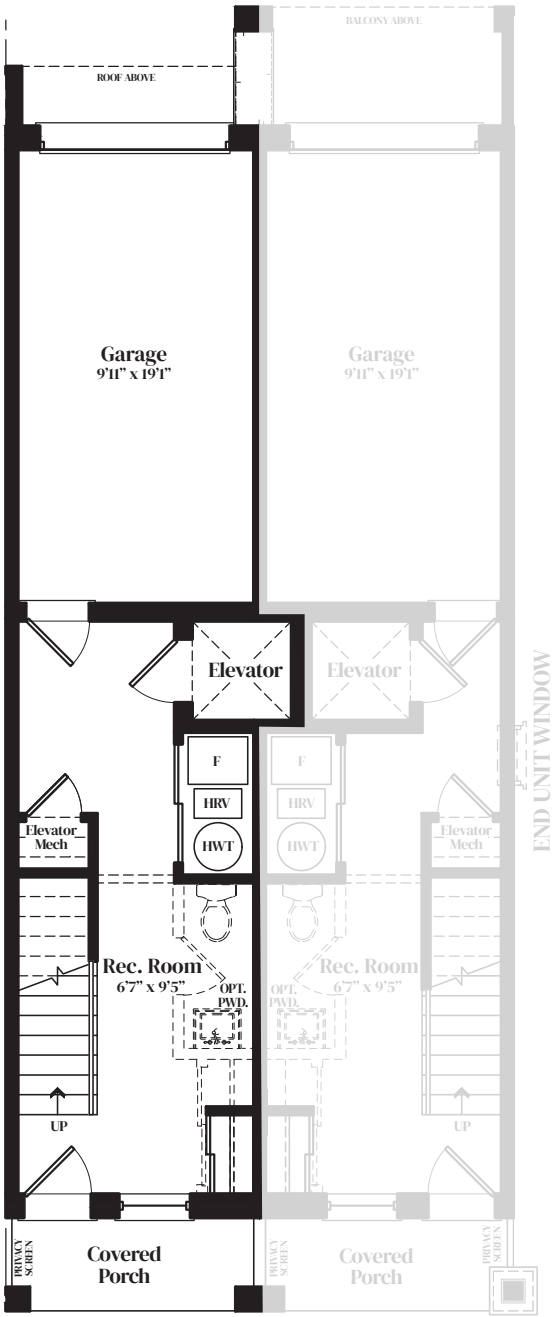 BALCONY ABOVE
ROOF ABOVE
Garage
9'11” x 19'1”
Garage
9'11” x 19'1”
Elevator
Elevator
END UNIT WINDOW
F
F
HRV
HRV
HWT
HWT
Elevator
Mech
Elevator
Mech
Rec. Room
6'7” x 9'5”
Rec. Room
6'7” x 9'5”
OPT.
PWD.
OPT.
PWD.
UP
UP
PRIVACY
SCREEN
Covered
Porch
PRIVACY
SCREEN
Covered
Porch
PRIVACY
SCREEN